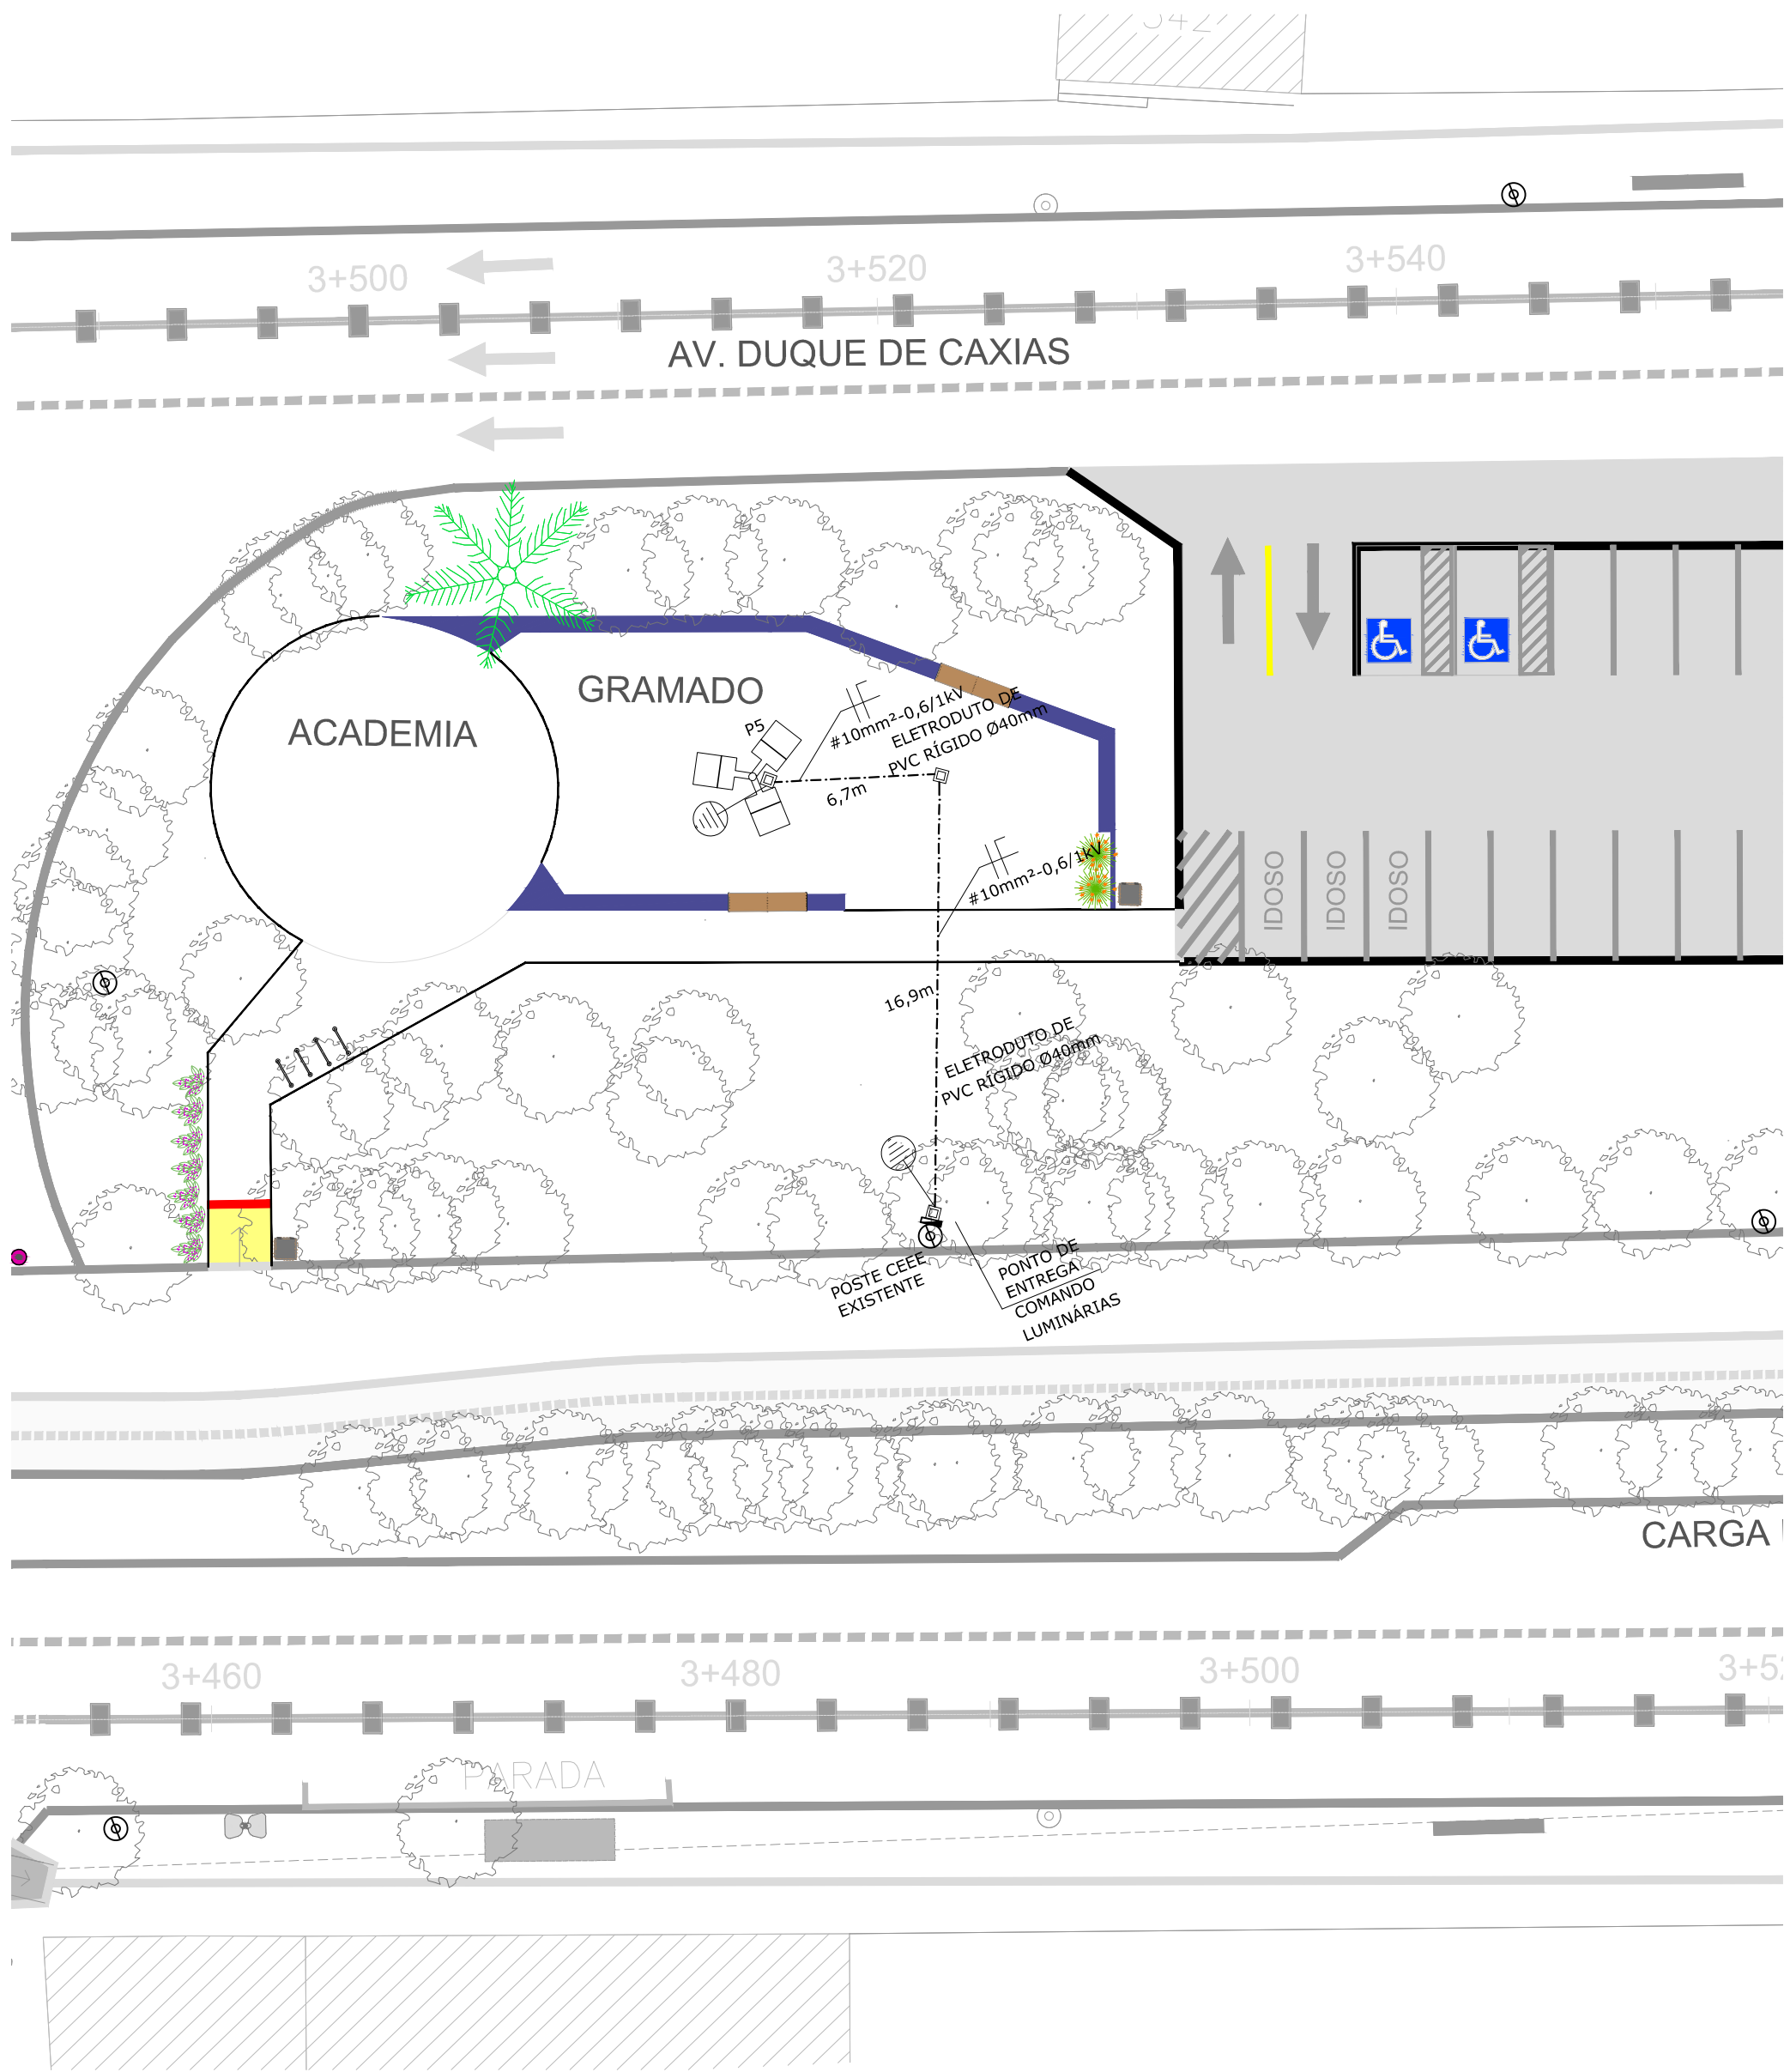 3+500
3+520
3+540
AV. DUQUE DE CAXIAS
GRAMADO
ACADEMIA
P5
#10mm²-0,6/1kV
ELETRODUTO DE
PVC RÍGIDO Ø40mm
6,7m
#10mm²-0,6/1kV
IDOSO
IDOSO
IDOSO
16,9m
ELETRODUTO DE
PVC RÍGIDO Ø40mm
POSTE CEEE
EXISTENTE
PONTO DE
ENTREGA
COMANDO
LUMINÁRIAS
CARGA
3+460
3+480
3+500
3+52
PARADA